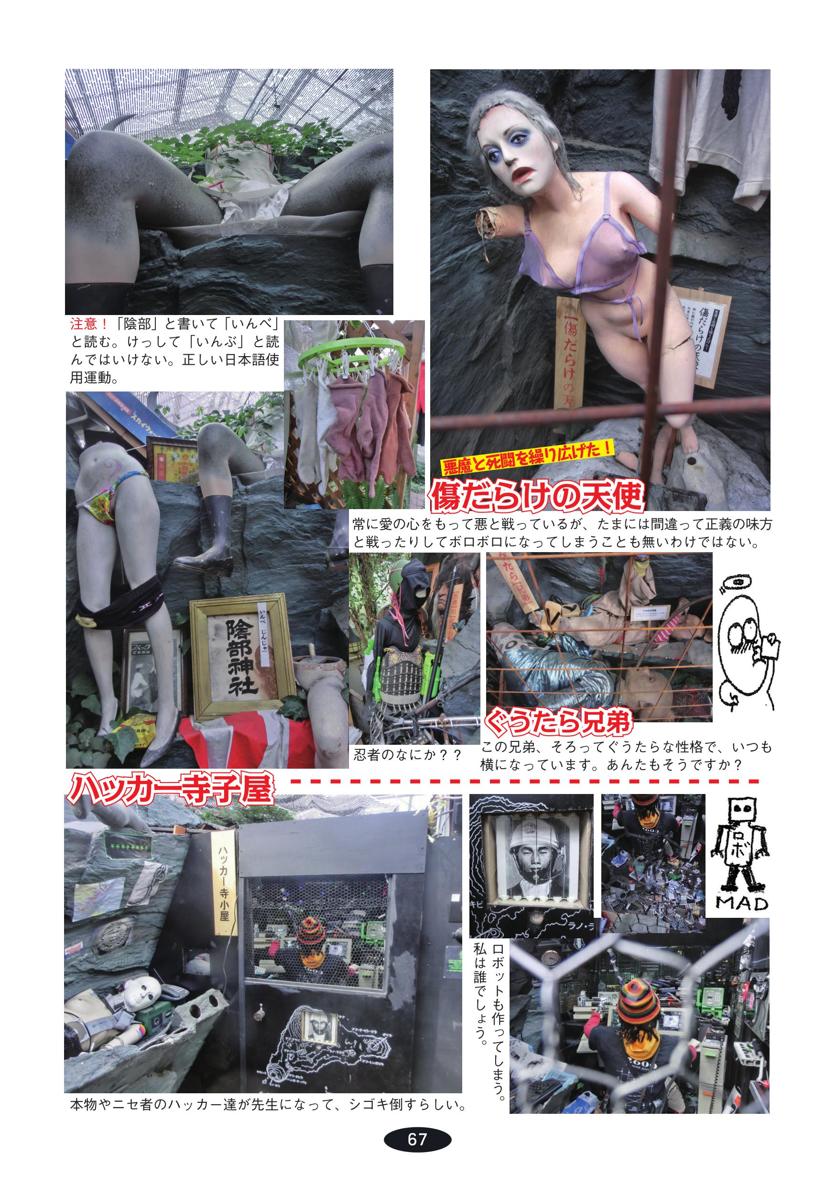 注意！「陰部」と書いて「いんべ」
と読む。けっして「いんぶ」と読
んではいけない。正しい日本語使
用運動。
傷だらけの天使
悪魔と死闘を繰り広げた！
傷だらけの天使
常に愛の心をもって悪と戦っているが、たまには間違って正義の味方
と戦ったりしてボロボロになってしまうことも無いわけではない。
いんべ じんじゃ
陰部神社
忍者のなにか？？
ぐうたら兄弟
この兄弟、そろってぐうたらな性格で、いつも
横になっています。あんたもそうですか？
ハッカー寺子屋
ハッカー寺小屋
キビ
ラノ・ラ
ロボ
MAD
ロボットも作ってしまう。
私は誰でしょう。
本物やニセ者のハッカー達が先生になって、シゴキ倒すらしい。
67